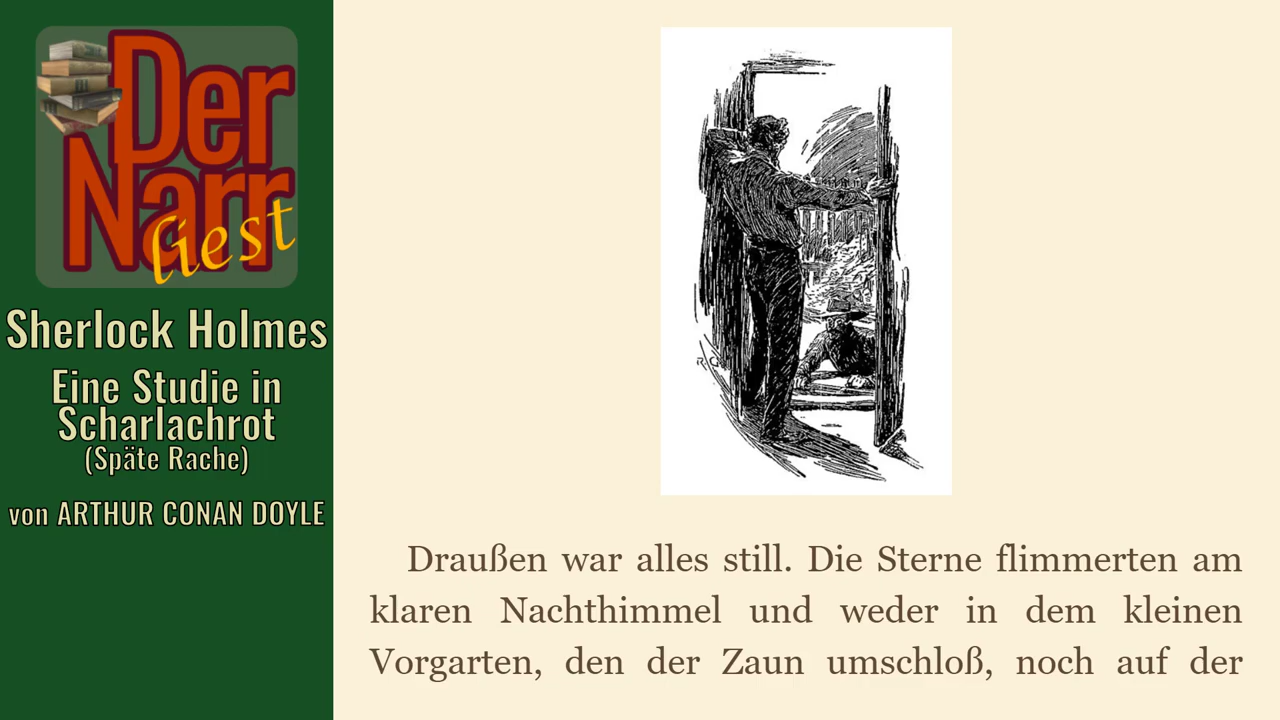 Der
Narr
liest
Sherlock Holmes
Eine Studie in
Scharlachrot
(Späte Rache)
von ARTHUR CONAN DOYLE
R.G.
Draußen war alles still. Die Sterne flimmerten am
klaren Nachthimmel und weder in dem kleinen
Vorgarten, den der Zaun umschloß, noch auf der